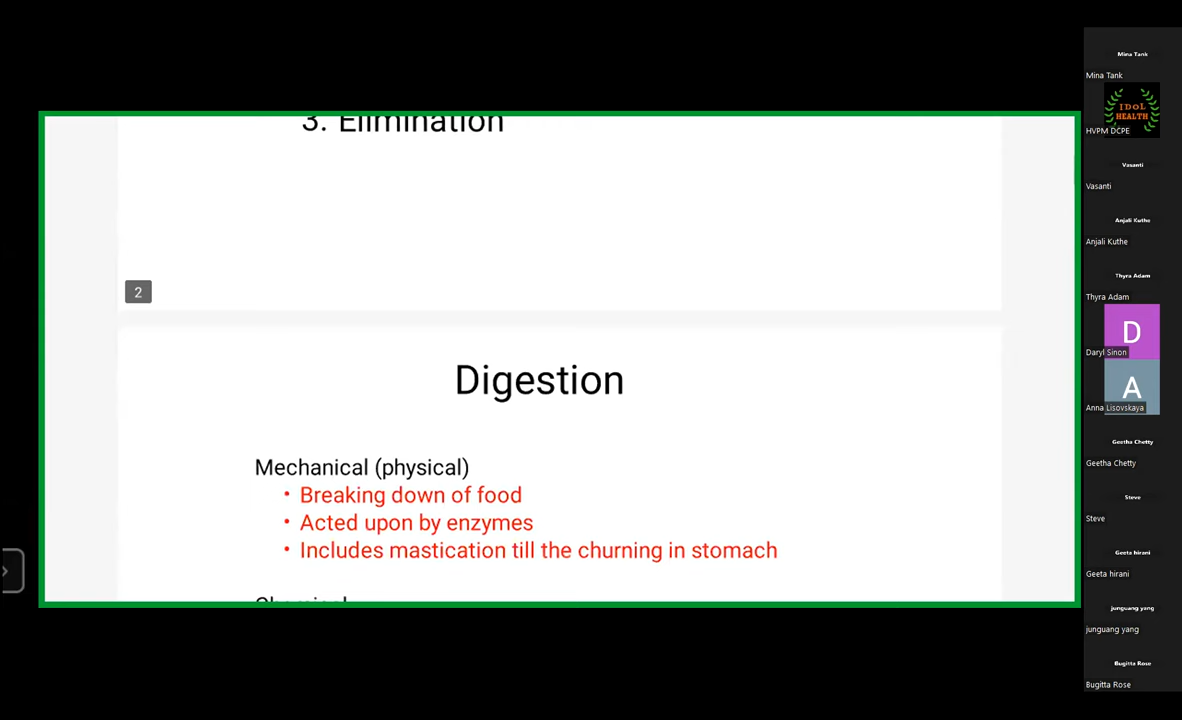 3. Elimination
2
Digestion
Mechanical (physical)
• Breaking down of food
• Acted upon by enzymes
• Includes mastication till the churning in stomach
Chemical
Mina Tank
Mina Tank
IDOL
HEALTH
HVPM DCPE
Vasanti
Vasanti
Anjali Kuthe
Anjali Kuthe
Thyra Adam
Thyra Adam
D
Daryl Sinon
A
Anna Lisovskaya
Geetha Chetty
Geetha Chetty
Steve
Steve
Geeta hirani
Geeta hirani
junguang yang
junguang yang
Bugitta Rose
Bugitta Rose